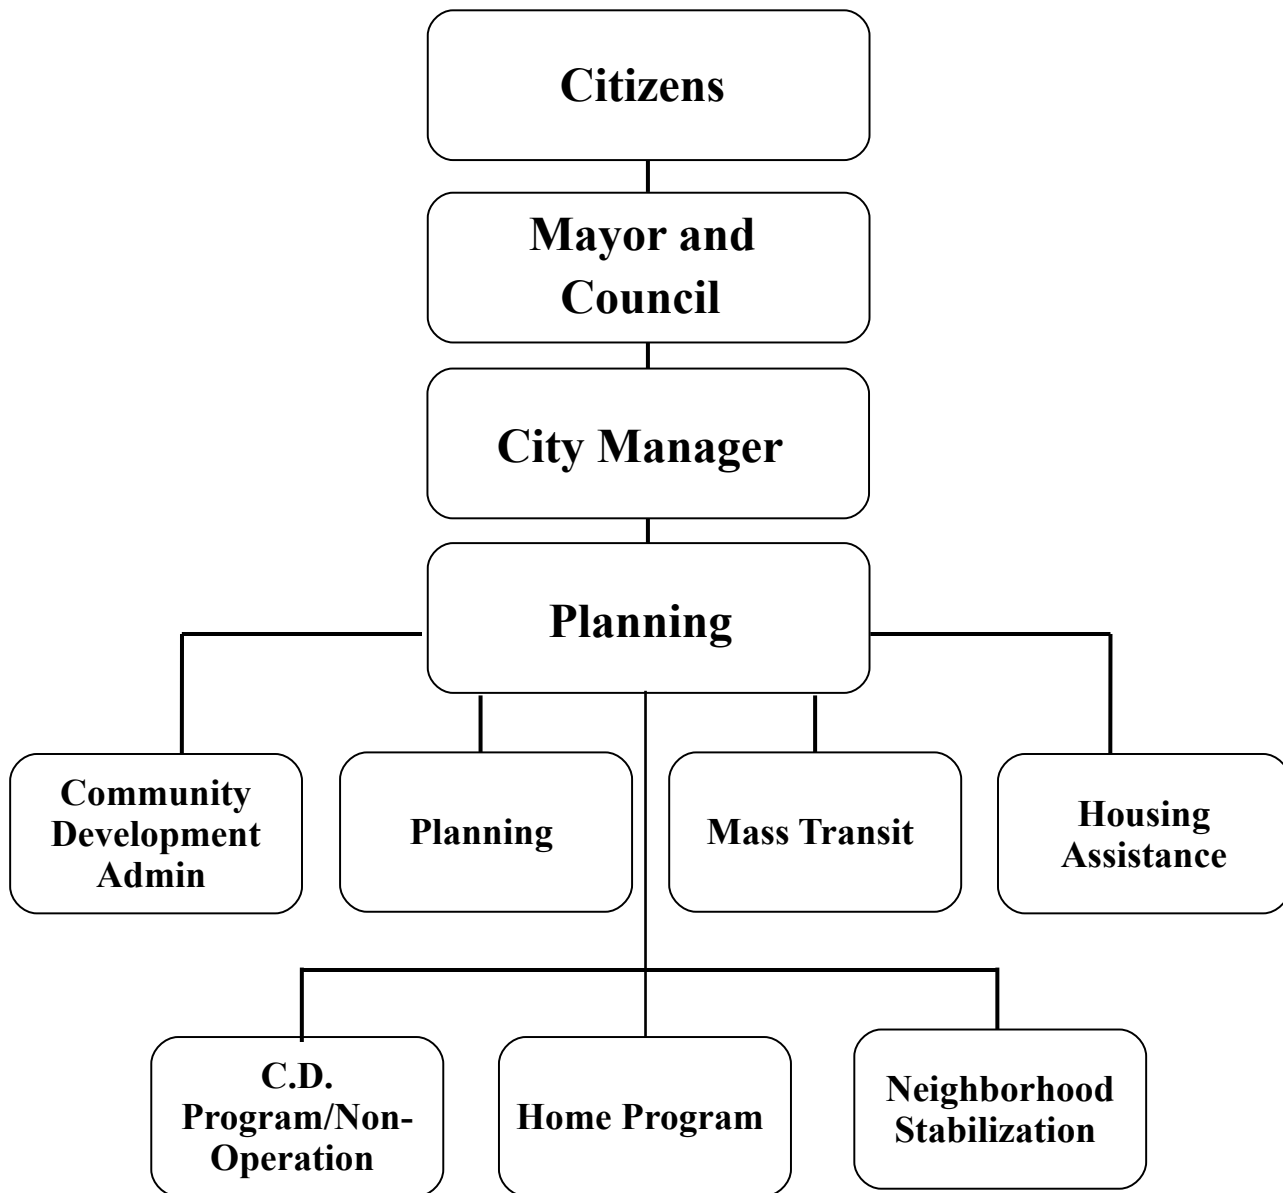 Citizens
Mayor and
Council
City Manager
Planning
Community
Development
Admin
Planning
Mass Transit
Housing
Assistance
C.D.
Program/Non-
Operation
Home Program
Neighborhood
Stabilization